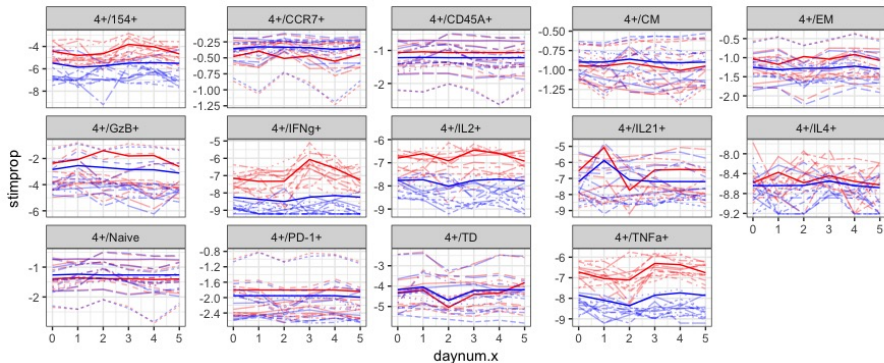 4+/154+ 4+/CCR7+ 4+/CD45A+ 4+/CM 4+/EM
-4 -6 -8
-0.25 -0.50 -0.75 -1.00 -1.25
-1 -2
-0.50 -0.75 -1.00 -1.25
-0.5 -1.0 -1.5 -2.0
4+/GzB+ 4+/IFNg+ 4+/IL2+ 4+/IL21+ 4+/IL4+
-2 -4 -6
-5 -6 -7 -8 -9
-6 -7 -8 -9
-5 -6 -7 -8 -9
-8.0 -8.4 -8.8 -9.2
0 1 2 3 4 5
4+/Naive 4+/PD-1+ 4+/TD 4+/TNFa+
-1 -2
-0.8 -1.2 -1.6 -2.0 -2.4
-3 -4 -5
-6 -7 -8 -9
0 1 2 3 4 5 0 1 2 3 4 5 0 1 2 3 4 5 0 1 2 3 4 5
stimprop
daynum.x